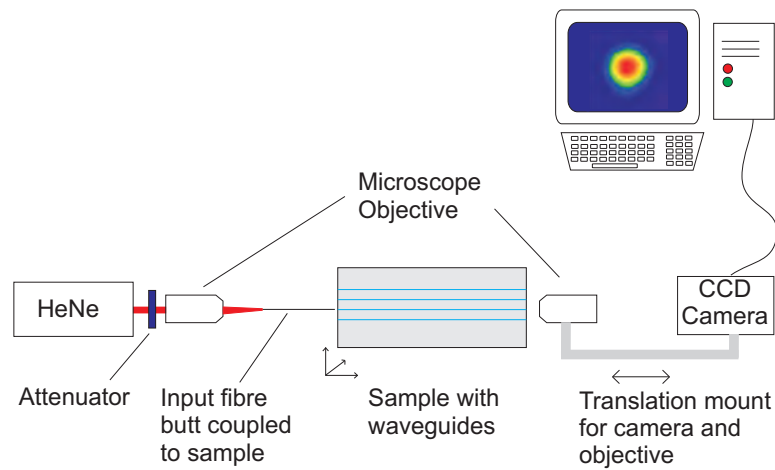 Microscope
Objective
HeNe
CCD
Camera
Attenuator
Input fibre
butt coupled
to sample
Sample with
waveguides
Translation mount
for camera and
objective